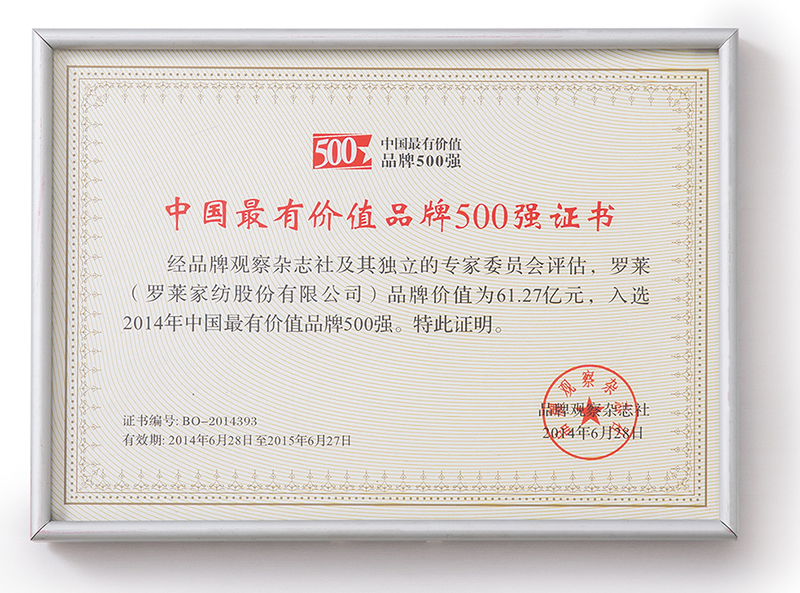 500
中国最有价值
品牌500强
中国最有价值品牌500强证书
经品牌观察杂志社及其独立的专家委员会评估，罗莱
（罗莱家纺股份有限公司）品牌价值为61.27亿元，入选
2014年中国最有价值品牌500强。特此证明。
观察杂
品牌观察杂志社
2014年6月28日
证书编号: BO-2014393
有效期: 2014年6月28日至2015年6月27日